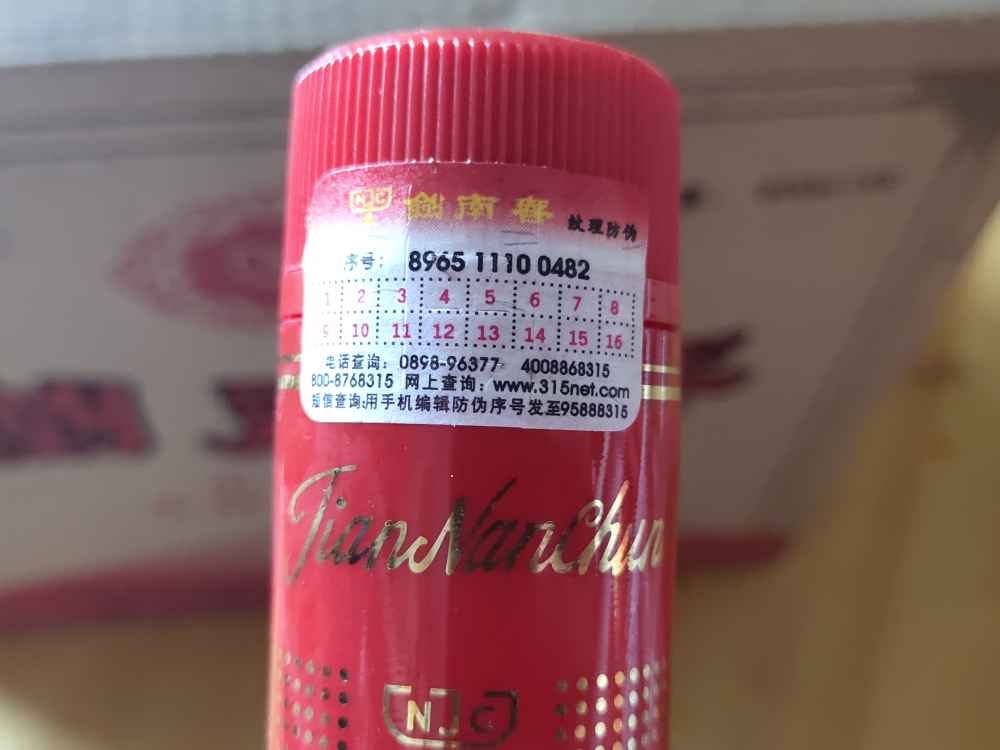 NJC 劍南春 纹理防伪
序号: 8965 1110 0482
1 2 3 4 5 6 7 8
9 10 11 12 13 14 15 16
电话查询: 0898-96377 4008868315
800-8768315 网上查询: www.315net.com
短信查询:用手机编辑防伪序号发至95888315
JianNanChun
NJC